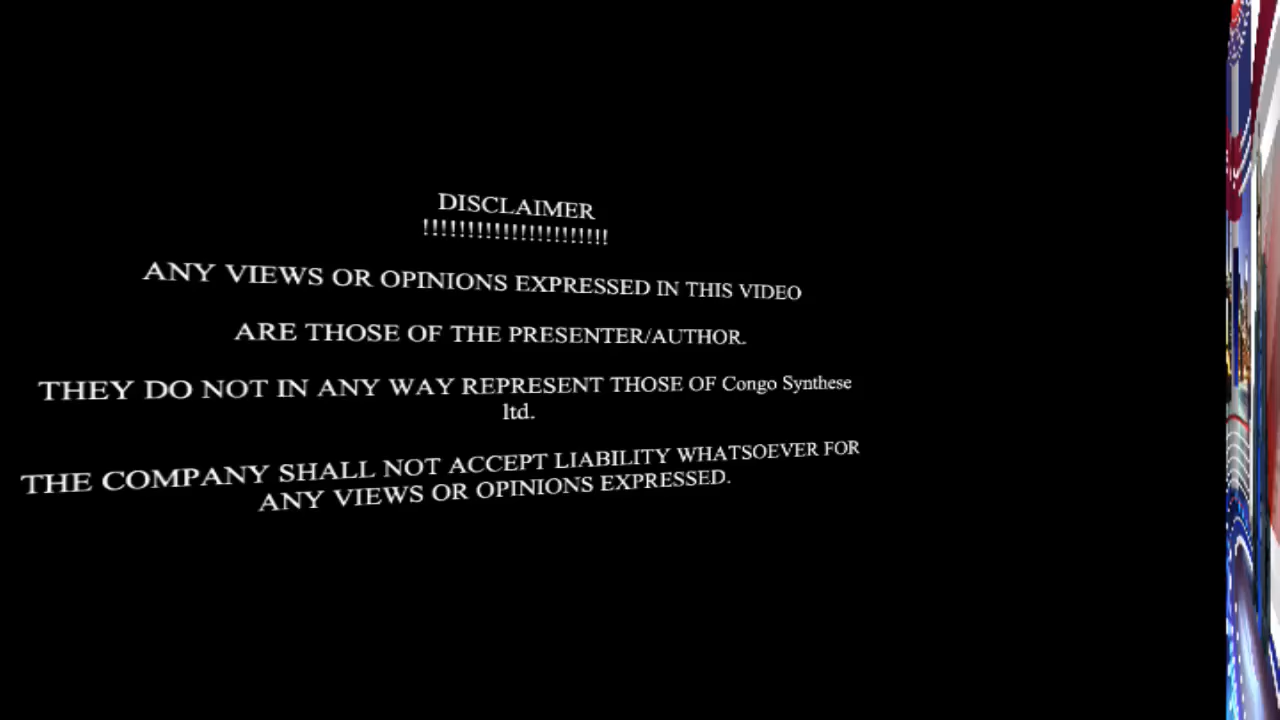 DISCLAIMER
!!!!!!!!!!!!!!!!!!!!!
ANY VIEWS OR OPINIONS EXPRESSED IN THIS VIDEO
ARE THOSE OF THE PRESENTER/AUTHOR.
THEY DO NOT IN ANY WAY REPRESENT THOSE OF Congo Synthese
ltd.
THE COMPANY SHALL NOT ACCEPT LIABILITY WHATSOEVER FOR
ANY VIEWS OR OPINIONS EXPRESSED.